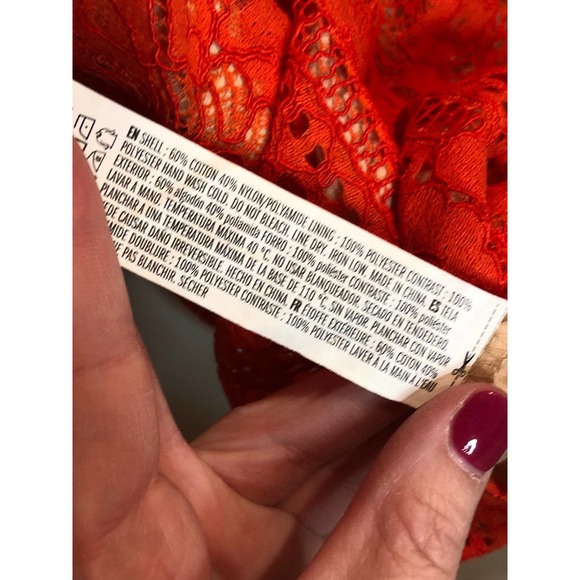 EN SHELL : 60% COTON 40% NYLON/POLYAMIDE LINING : 100%
POLYESTER CONTRAST : 100%
POLYESTER HAND WASH COLD. DO NOT BLEACH. LINE DRY. IRON LOW. MADE IN CHINA. ES TELA
EXTERIOR : 60% algodón 40% poliamida FORRO : 100% poliéster CONTRASTE : 100% poliéster
LAVAR A MANO. TEMPERATURA MÁXIMA 40 °C. NO USAR BLANQUEADOR. SECADO EN TENDEDERO.
PLANCHAR A UNA TEMPERATURA MÁXIMA DE LA BASE DE 110 °C, SIN VAPOR. PLANCHAR CON VAPOR
DE CAUSAR DAÑO IRREVERSIBLE. HECHO EN CHINA. FR ÉTOFFE EXTÉRIEURE : 60% COTON 40%
MIDE DOUBLURE : 100% POLYESTER CONTRASTE : 100% POLYESTER LAVER À LA MAIN À L'EAU
E PAS BLANCHIR. SÉCHER